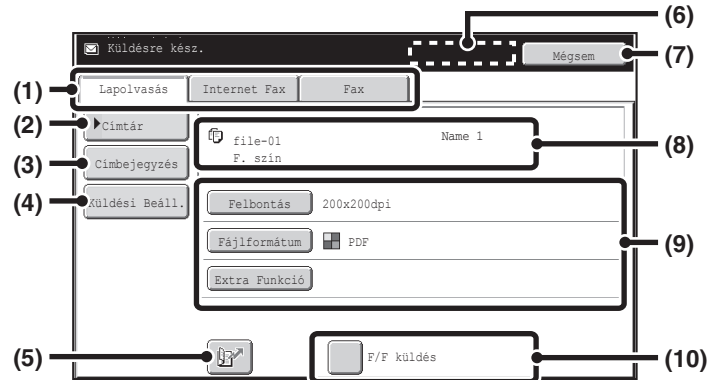 (6)
Küldésre kész.
Mégsem
(7)
(1)
Lapolvasás
Internet Fax
Fax
(2)
Címtár
file-01
Name 1
F. szín
(8)
(3)
Címbejegyzés
(4)
Küldési Beáll.
Felbontás
200x200dpi
Fájlformátum
PDF
(9)
Extra Funkció
(5)
F/F küldés
(10)